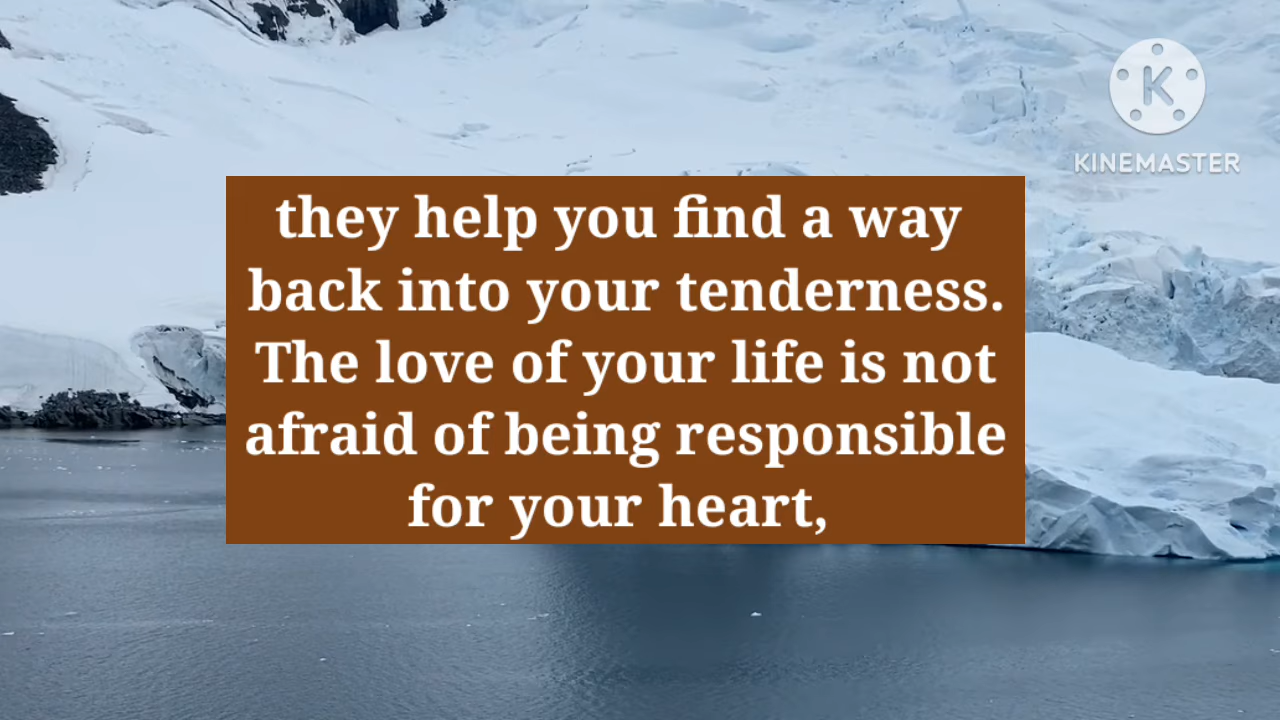 K
KINEMASTER
they help you find a way
back into your tenderness.
The love of your life is not
afraid of being responsible
for your heart,